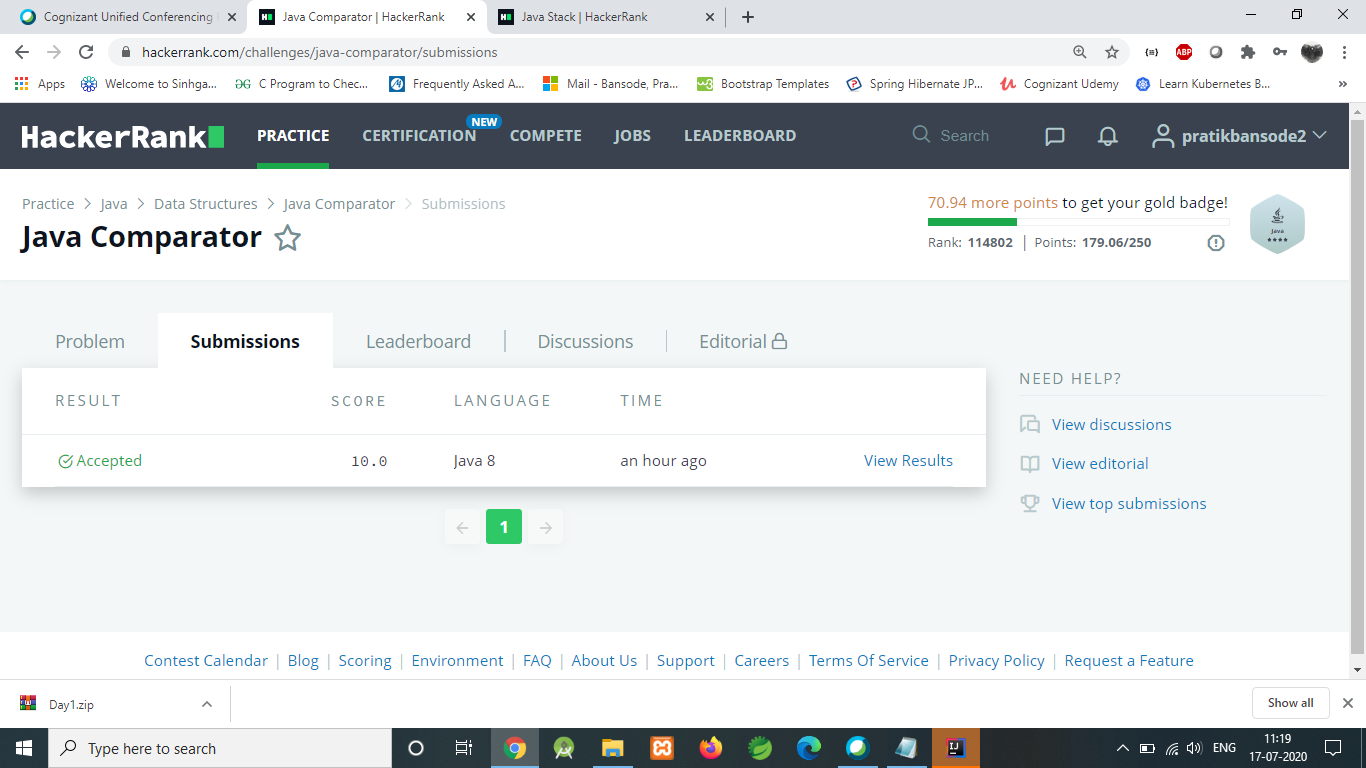 Cognizant Unified Conferencing
Java Comparator | HackerRank
Java Stack | HackerRank
hackerrank.com/challenges/java-comparator/submissions
ABP
Apps
Welcome to Sinhga...
C Program to Chec...
Frequently Asked A...
Mail - Bansode, Pra...
Bootstrap Templates
Spring Hibernate JP...
Cognizant Udemy
Learn Kubernetes B...
HackerRank
PRACTICE
CERTIFICATION
NEW
COMPETE
JOBS
LEADERBOARD
Search
pratikbansode2
Practice > Java > Data Structures > Java Comparator > Submissions
Java Comparator
70.94 more points to get your gold badge!
Rank: 114802 | Points: 179.06/250
Java
Problem
Submissions
Leaderboard
Discussions
Editorial
RESULT SCORE LANGUAGE TIME
Accepted 10.0 Java 8 an hour ago View Results
1
NEED HELP?
View discussions
View editorial
View top submissions
Contest Calendar | Blog | Scoring | Environment | FAQ | About Us | Support | Careers | Terms Of Service | Privacy Policy | Request a Feature
Day1.zip
Show all
Type here to search
IJ
ENG
11:19
17-07-2020